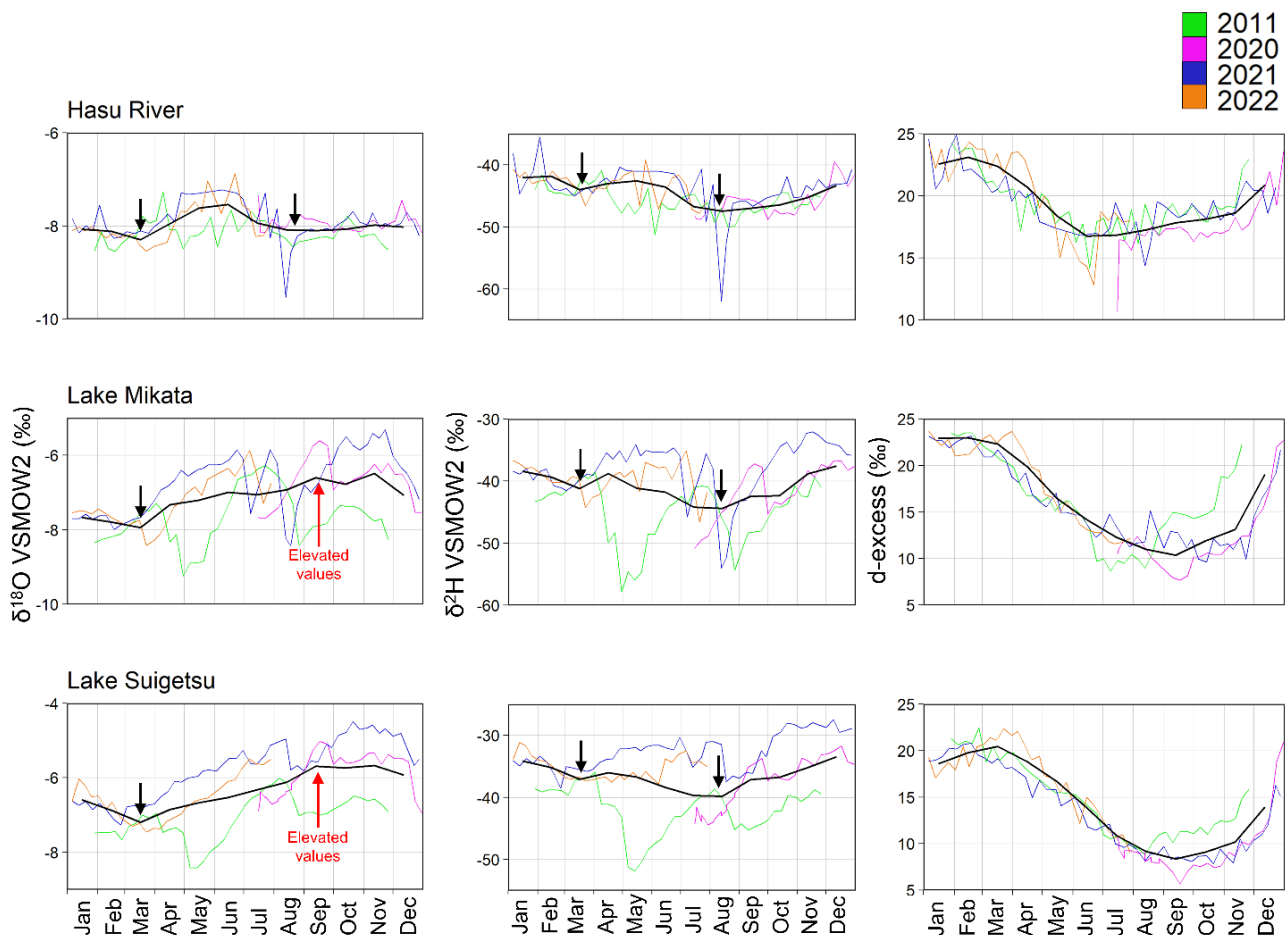 2011
2020
2021
2022
Hasu River
-6
-8
-10
-40
-50
-60
25
20
15
10
Lake Mikata
-6
-8
-10
Elevated
values
-30
-40
-50
-60
25
20
15
10
5
δ18O VSMOW2 (‰)
δ2H VSMOW2 (‰)
d-excess (‰)
Lake Suigetsu
-4
-6
-8
Elevated
values
-30
-40
-50
25
20
15
10
5
Jan Feb Mar Apr May Jun Jul Aug Sep Oct Nov Dec
Jan Feb Mar Apr May Jun Jul Aug Sep Oct Nov Dec
Jan Feb Mar Apr May Jun Jul Aug Sep Oct Nov Dec